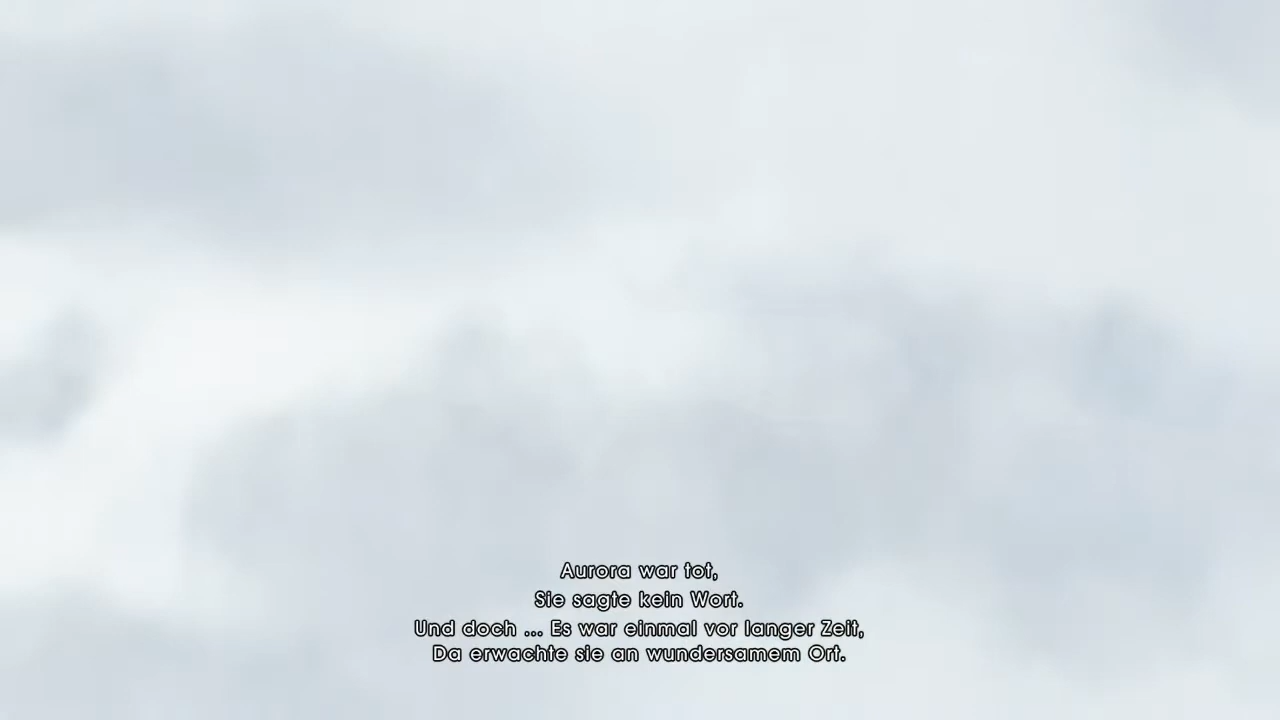 Aurora war tot,
Sie sagte kein Wort.
Und doch ... Es war einmal vor langer Zeit,
Da erwachte sie an wundersamem Ort.